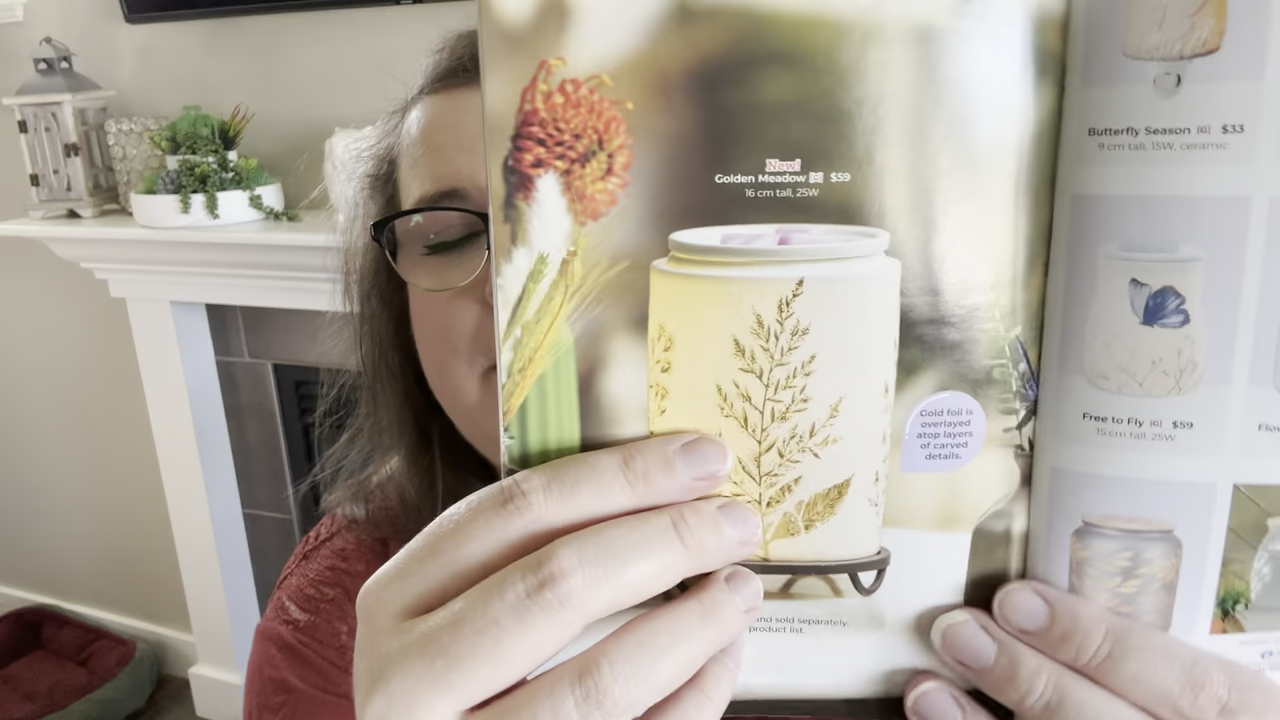 New!
Golden Meadow [C] $59
16 cm tall, 25W
Gold foil is
overlayed
atop layers
of carved
details.
and sold separately.
product list.
Butterfly Season $33
9 cm tall, 15W, ceramic
Free to Fly $59
15 cm tall, 25W